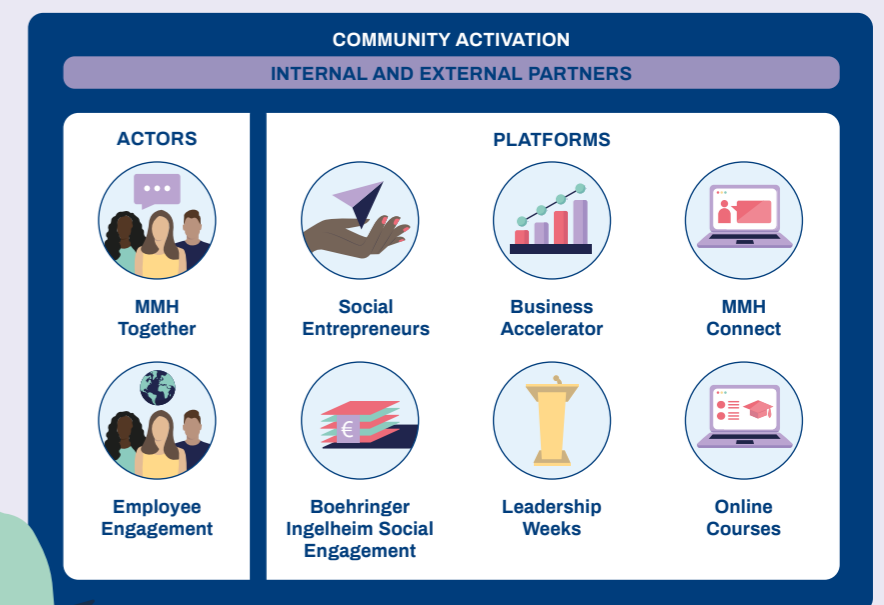 COMMUNITY ACTIVATION
INTERNAL AND EXTERNAL PARTNERS
ACTORS
MMH
Together
Employee
Engagement
PLATFORMS
Social
Entrepreneurs
Business
Accelerator
MMH
Connect
€
Boehringer
Ingelheim Social
Engagement
Leadership
Weeks
Online
Courses